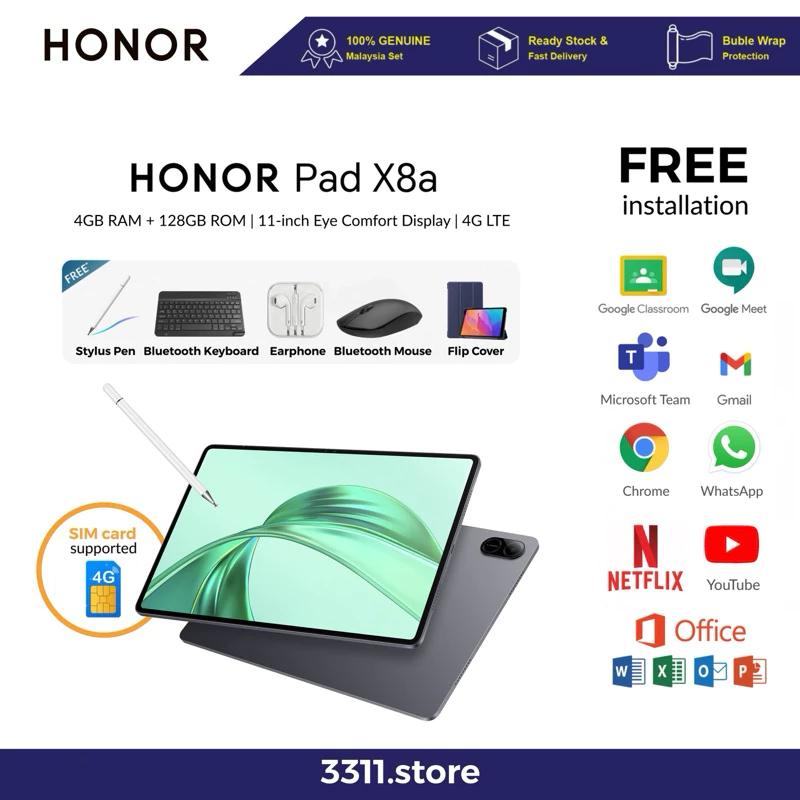 HONOR
100% GENUINE
Malaysia Set
Ready Stock &
Fast Delivery
Buble Wrap
Protection
HONOR Pad X8a
4GB RAM + 128GB ROM | 11-inch Eye Comfort Display | 4G LTE
FREE*
Stylus Pen
Bluetooth Keyboard
Earphone
Bluetooth Mouse
Flip Cover
SIM card
supported
4G
FREE
installation
Google Classroom
Google Meet
T
Microsoft Team
Gmail
Chrome
WhatsApp
N
NETFLIX
YouTube
Office
W
X
O
P
3311.store